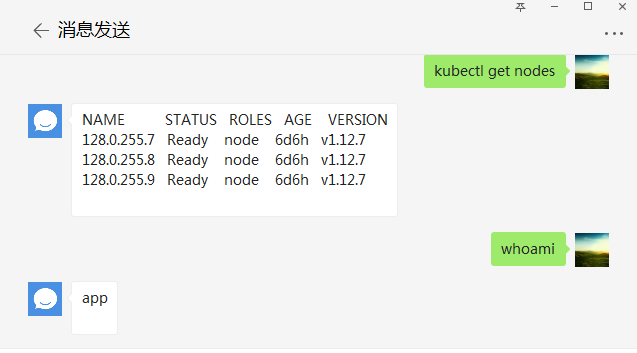 消息发送
kubectl get nodes
NAME STATUS ROLES AGE VERSION
128.0.255.7 Ready node 6d6h v1.12.7
128.0.255.8 Ready node 6d6h v1.12.7
128.0.255.9 Ready node 6d6h v1.12.7
whoami
app